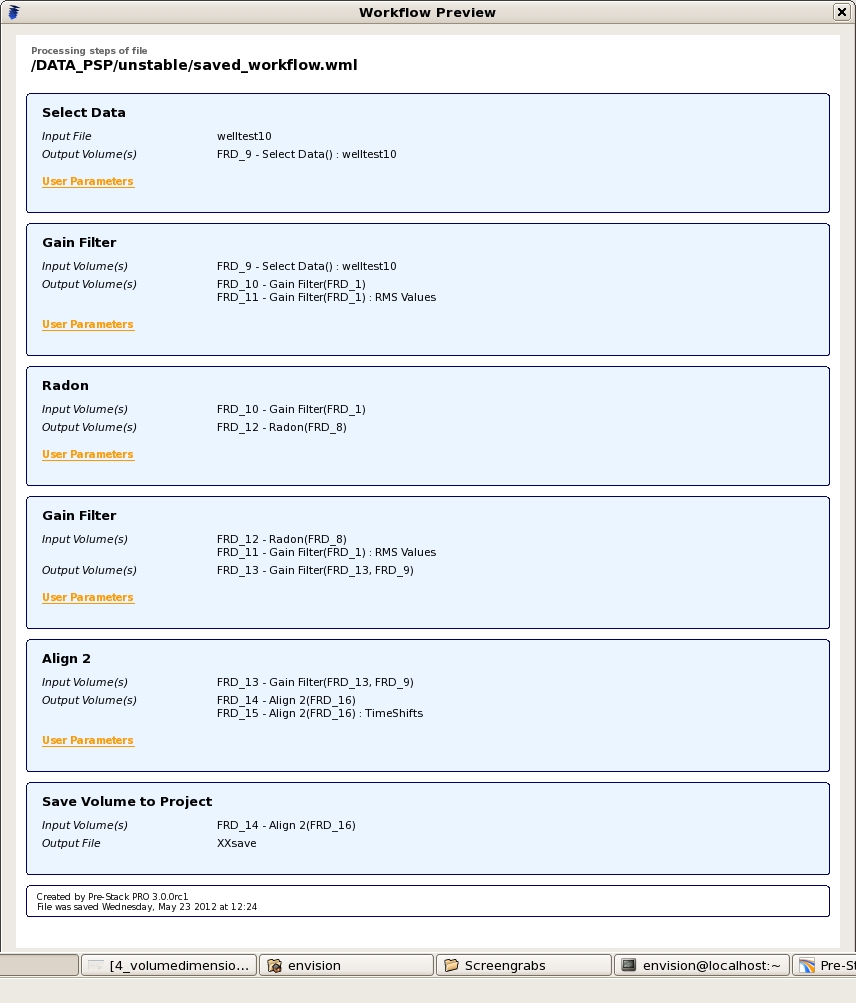 Workflow Preview
Processing steps of file
/DATA_PSP/unstable/saved_workflow.wml
Select Data
Input File welltest10
Output Volume(s) FRD_9 - Select Data() : welltest10
User Parameters
Gain Filter
Input Volume(s) FRD_9 - Select Data() : welltest10
Output Volume(s) FRD_10 - Gain Filter(FRD_1)
FRD_11 - Gain Filter(FRD_1) : RMS Values
User Parameters
Radon
Input Volume(s) FRD_10 - Gain Filter(FRD_1)
Output Volume(s) FRD_12 - Radon(FRD_8)
User Parameters
Gain Filter
Input Volume(s) FRD_12 - Radon(FRD_8)
FRD_11 - Gain Filter(FRD_1) : RMS Values
Output Volume(s) FRD_13 - Gain Filter(FRD_13, FRD_9)
User Parameters
Align 2
Input Volume(s) FRD_13 - Gain Filter(FRD_13, FRD_9)
Output Volume(s) FRD_14 - Align 2(FRD_16)
FRD_15 - Align 2(FRD_16) : TimeShifts
User Parameters
Save Volume to Project
Input Volume(s) FRD_14 - Align 2(FRD_16)
Output File XXsave
Created by Pre-Stack PRO 3.0.0rc1
File was saved Wednesday, May 23 2012 at 12:24
[4_volumedimensio... envision Screengrabs envision@localhost:~ Pre-St